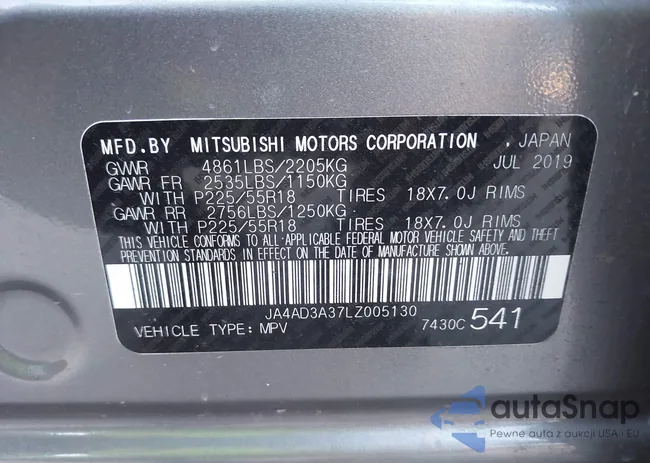 MFD.BY MITSUBISHI MOTORS CORPORATION , JAPAN
GVWR 4861LBS/2205KG JUL 2019
GAWR FR 2535LBS/1150KG
WITH P225/55R18 TIRES 18X7.0J RIMS
GAWR RR 2756LBS/1250KG
WITH P225/55R18 TIRES 18X7.0J RIMS
THIS VEHICLE CONFORMS TO ALL APPLICABLE FEDERAL MOTOR VEHICLE SAFETY AND THEFT
PREVENTION STANDARDS IN EFFECT ON THE DATE OF MANUFACTURE SHOWN ABOVE.
JA4AD3A37LZ005130
VEHICLE TYPE: MPV 7430C 541
autaSnap
Pewne auta z aukcji USA - EU